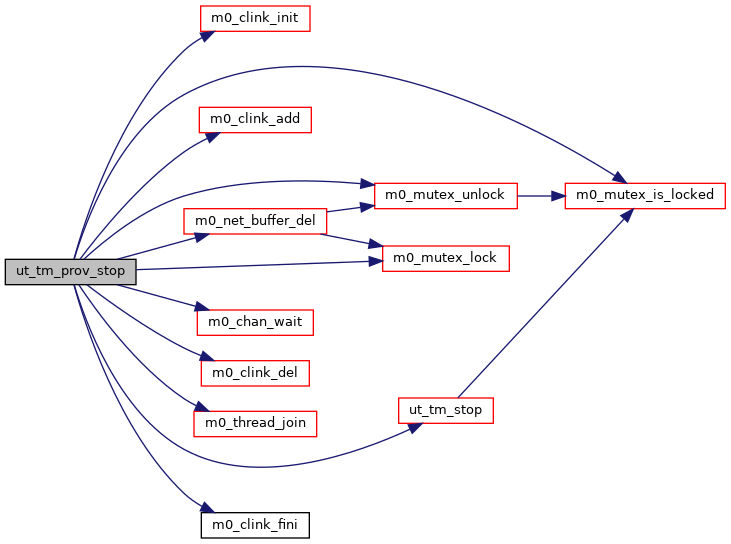 m0_clink_init
m0_clink_add
m0_mutex_unlock
m0_mutex_is_locked
m0_net_buffer_del
m0_mutex_lock
ut_tm_prov_stop
m0_chan_wait
m0_clink_del
ut_tm_stop
m0_thread_join
m0_clink_fini